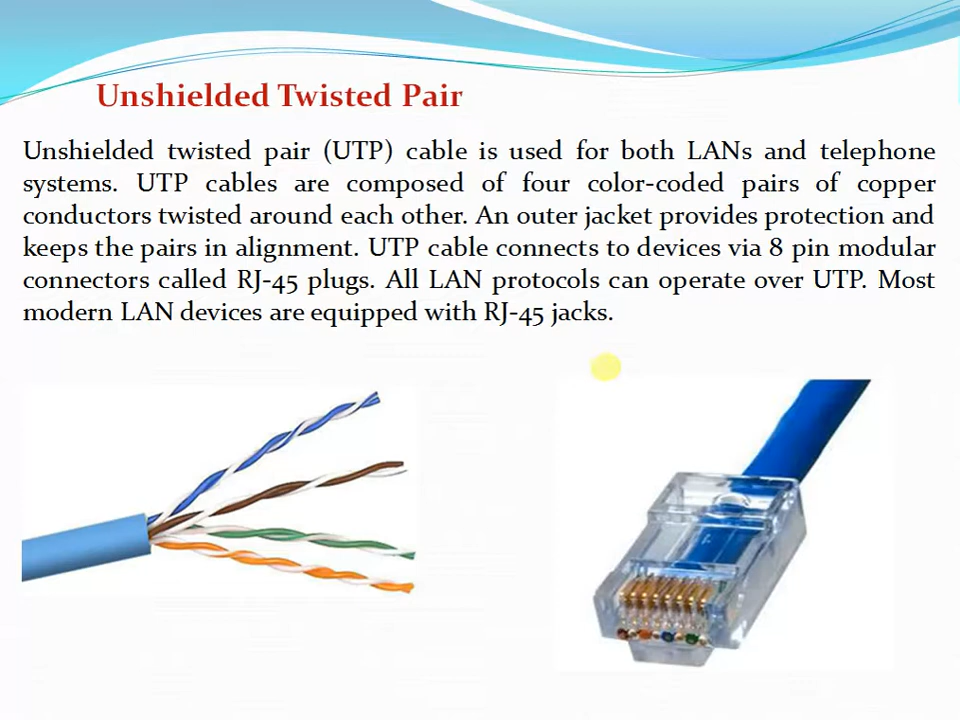 Unshielded Twisted Pair
Unshielded twisted pair (UTP) cable is used for both LANs and telephone
systems. UTP cables are composed of four color-coded pairs of copper
conductors twisted around each other. An outer jacket provides protection and
keeps the pairs in alignment. UTP cable connects to devices via 8 pin modular
connectors called RJ-45 plugs. All LAN protocols can operate over UTP. Most
modern LAN devices are equipped with RJ-45 jacks.